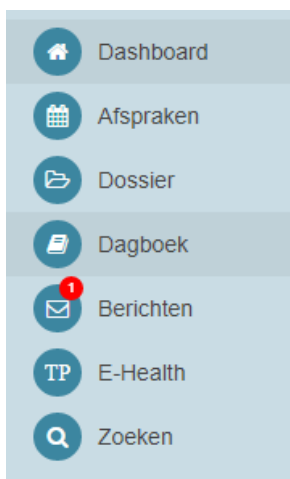 Dashboard
Afspraken
Dossier
Dagboek
1
Berichten
TP E-Health
Zoeken